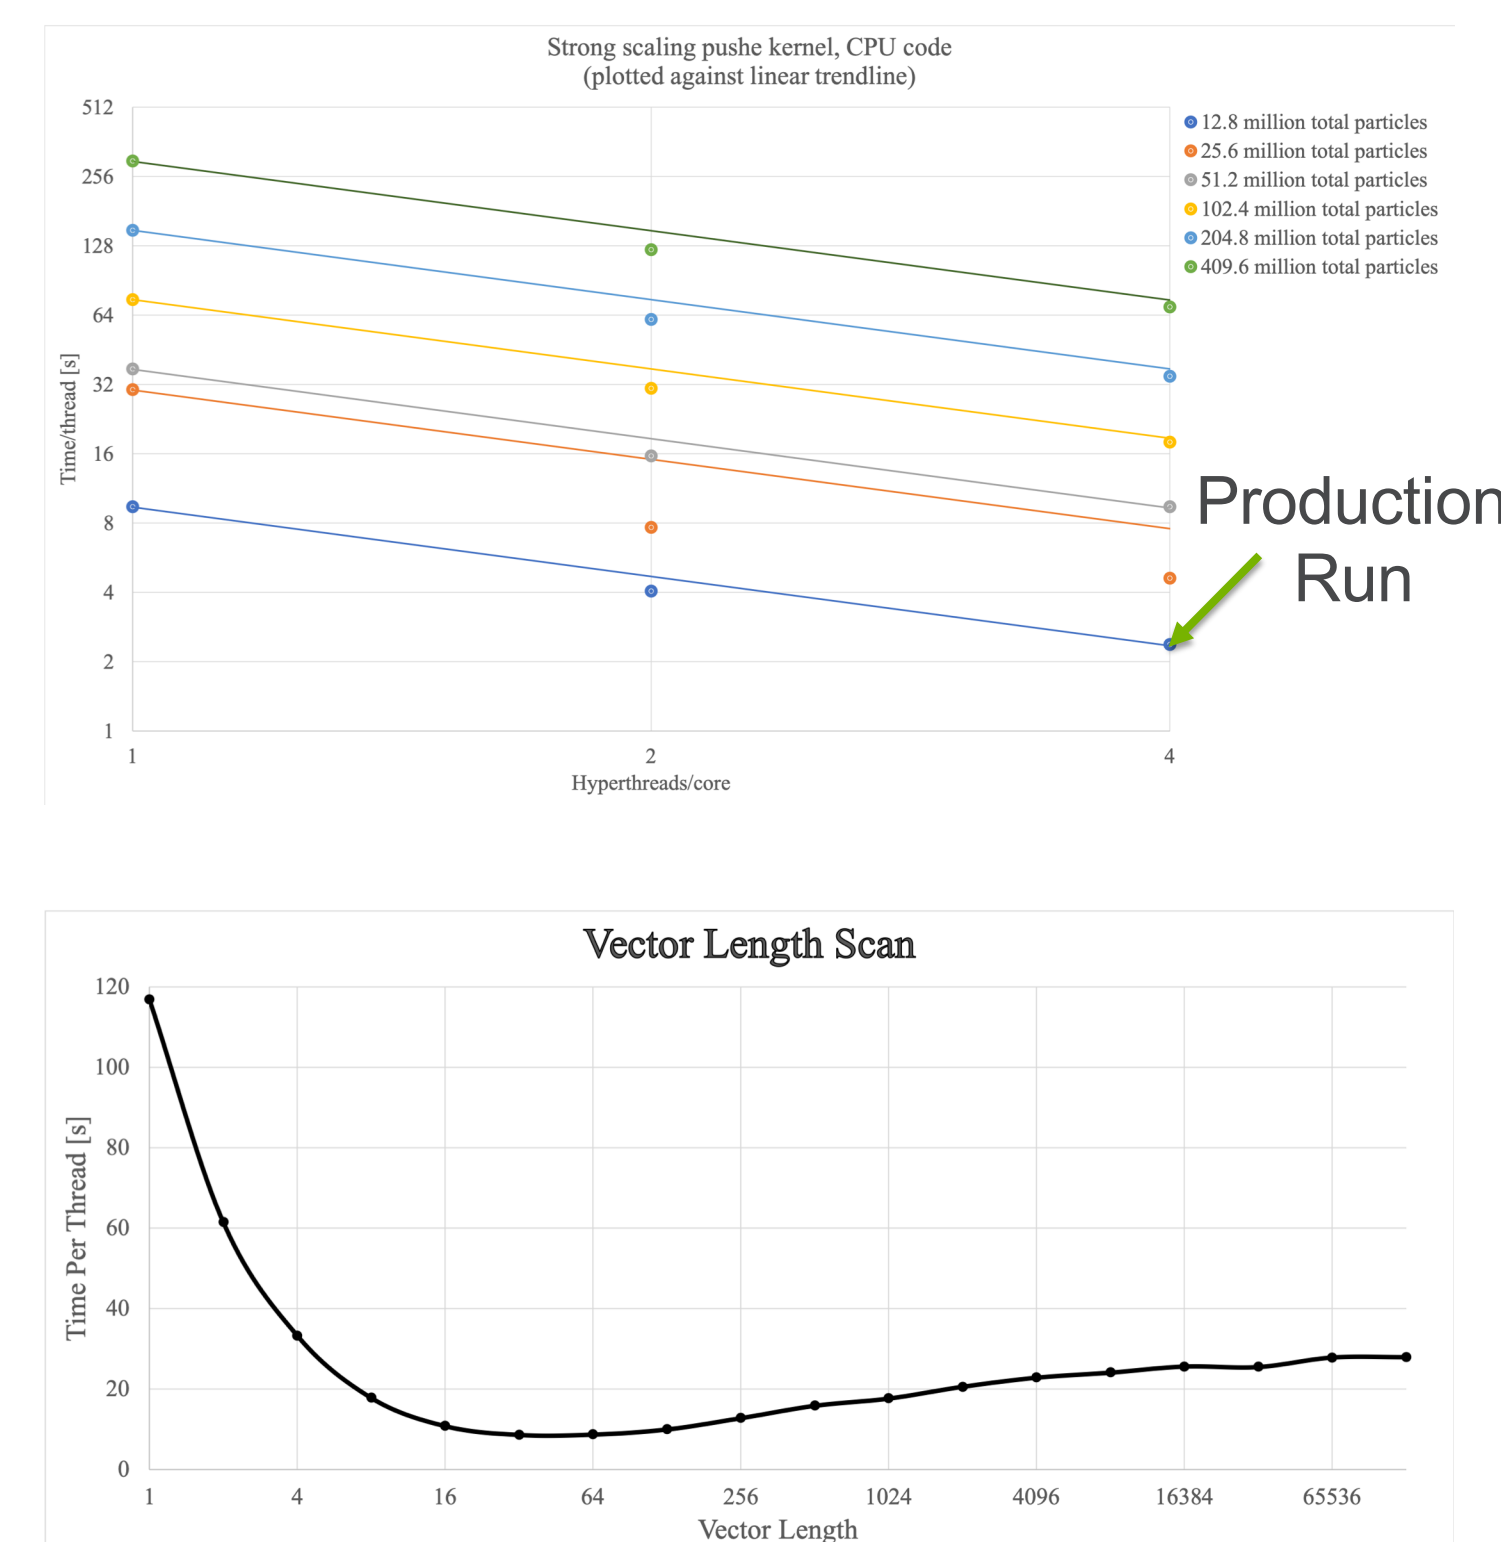 Strong scaling pushe kernel, CPU code
(plotted against linear trendline)
512
256
128
64
32
16
8
4
2
1
Time/thread [s]
1
2
4
Hyperthreads/core
12.8 million total particles
25.6 million total particles
51.2 million total particles
102.4 million total particles
204.8 million total particles
409.6 million total particles
Production
Run
Vector Length Scan
120
100
80
60
40
20
0
Time Per Thread [s]
1
4
16
64
256
1024
4096
16384
65536
Vector Length